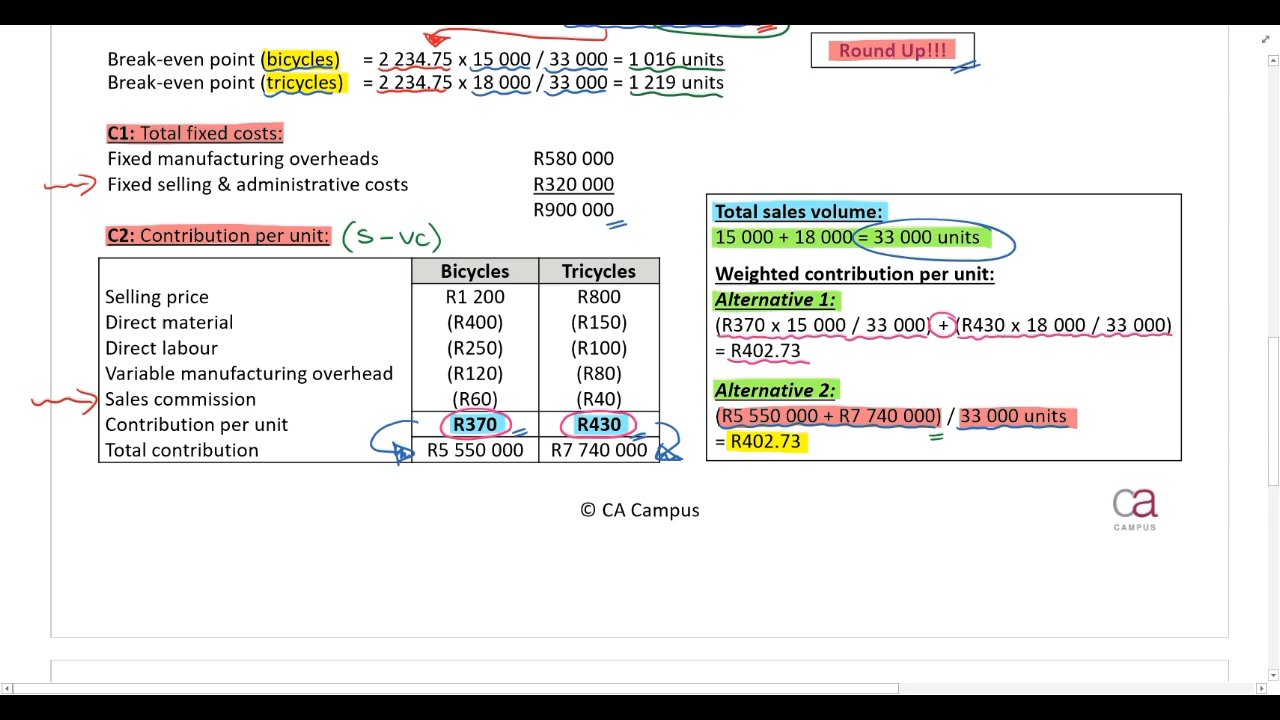 Round Up!!!
Break-even point (bicycles) = 2 234.75 x 15 000 / 33 000 = 1 016 units
Break-even point (tricycles) = 2 234.75 x 18 000 / 33 000 = 1 219 units
C1: Total fixed costs:
Fixed manufacturing overheads R580 000
Fixed selling & administrative costs R320 000
R900 000
C2: Contribution per unit: (S - VC)
Bicycles Tricycles
Selling price R1 200 R800
Direct material (R400) (R150)
Direct labour (R250) (R100)
Variable manufacturing overhead (R120) (R80)
Sales commission (R60) (R40)
Contribution per unit R370 R430
Total contribution R5 550 000 R7 740 000
Total sales volume:
15 000 + 18 000 = 33 000 units
Weighted contribution per unit:
Alternative 1:
(R370 x 15 000 / 33 000) + (R430 x 18 000 / 33 000)
= R402.73
Alternative 2:
(R5 550 000 + R7 740 000) / 33 000 units
= R402.73
© CA Campus
ca
CAMPUS